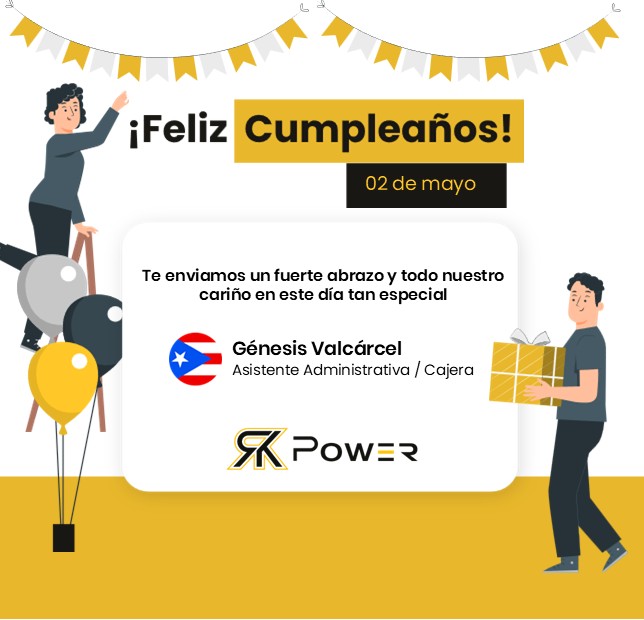 ¡Feliz Cumpleaños!
02 de mayo
Te enviamos un fuerte abrazo y todo nuestro
cariño en este día tan especial
Génesis Valcárcel
Asistente Administrativa / Cajera
RK Power